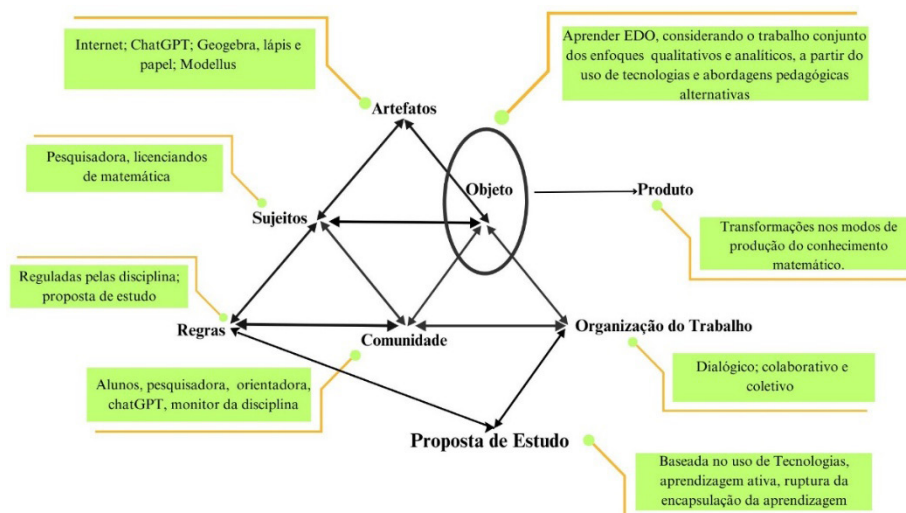 Internet; ChatGPT; Geogebra, lápis e
papel; Modellus
Aprender EDO, considerando o trabalho conjunto
dos enfoques qualitativos e analíticos, a partir do
uso de tecnologias e abordagens pedagógicas
alternativas
Artefatos
Pesquisadora, licenciandos
de matemática
Objeto
Produto
Sujeitos
Transformações nos modos de
produção do conhecimento
matemático.
Reguladas pelas disciplina;
proposta de estudo
Regras
Comunidade
Organização do Trabalho
Alunos, pesquisadora, orientadora,
chatGPT, monitor da disciplina
Dialógico; colaborativo e
coletivo
Proposta de Estudo
Baseada no uso de Tecnologias,
aprendizagem ativa, ruptura da
encapsulação da aprendizagem